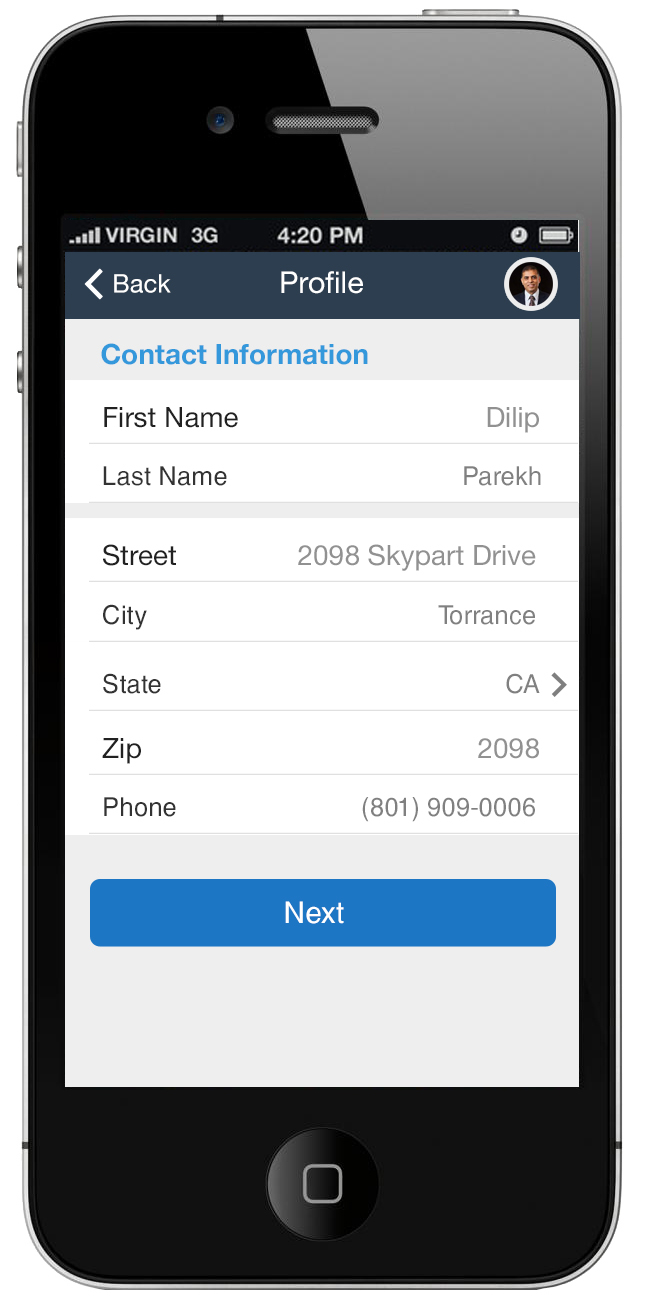 VIRGIN 3G 4:20 PM
Back Profile
Contact Information
First Name Dilip
Last Name Parekh
Street 2098 Skypart Drive
City Torrance
State CA
Zip 2098
Phone (801) 909-0006
Next